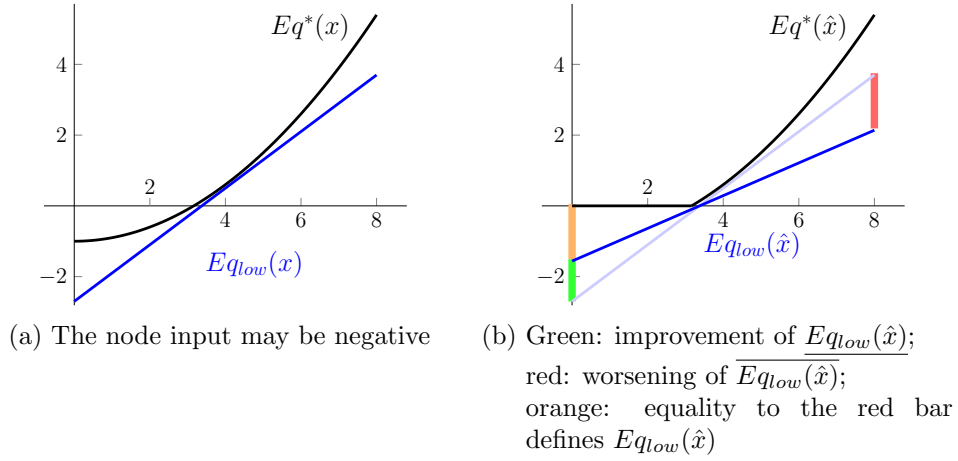 Eq*(x)
4
2
2
4
6
8
−2
Eq_low(x)
(a) The node input may be negative
Eq*(x̂)
4
2
2
4
6
8
−2
Eq_low(x̂)
(b) Green: improvement of Eq_low(x̂);
red: worsening of Eq_low(x̂);
orange: equality to the red bar
defines Eq_low(x̂)